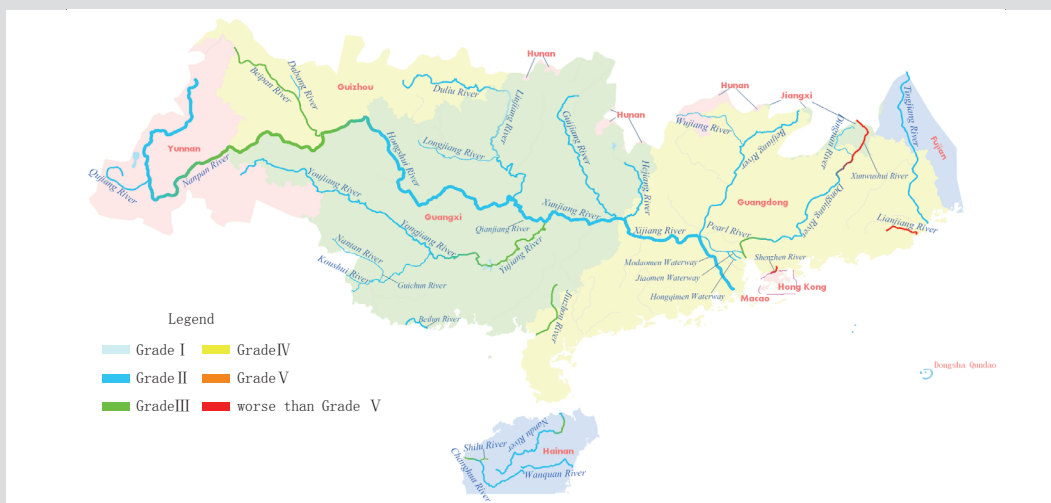 Hunan
Hunan
Jiangxi
Hunan
Guizhou
Yunnan
Guangxi
Guangdong
Fujian
Hong Kong
Macao
Hainan
Dongsha Qundao
Beipan River
Dabang River
Duliu River
Liujiang River
Longjiang River
Guijiang River
Hejiang River
Wujiang River
Beijiang River
Dingnan River
Tingjiang River
Xunwushui River
Qujiang River
Nanpan River
Hongshui River
Youjiang River
Yongjiang River
Qianjiang River
Xunjiang River
Yujiang River
Xijiang River
Pearl River
Dongjiang River
Lianjiang River
Shenzhen River
Modaomen Waterway
Jiaomen Waterway
Hongqimen Waterway
Nantan River
Koushui River
Guichun River
Beilun River
Jiuzhou River
Nandu River
Shilu River
Changhua River
Wanquan River
Legend
Grade Ⅰ
GradeⅣ
Grade Ⅱ
Grade Ⅴ
GradeⅢ
worse than Grade Ⅴ